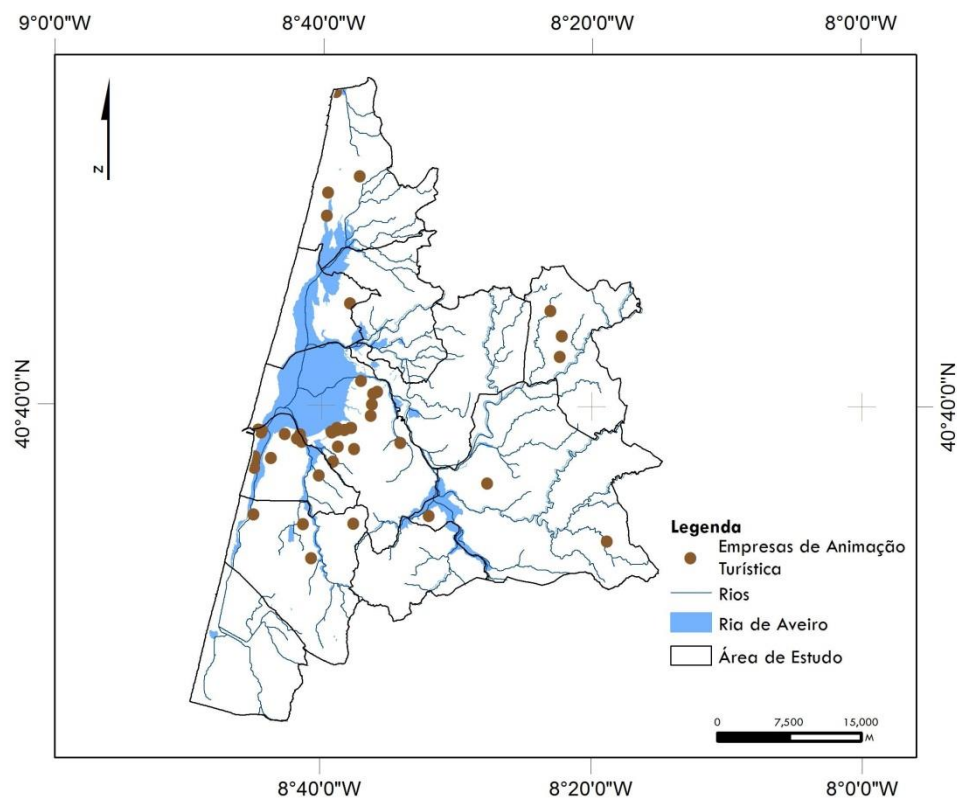 9°0'0"W
8°40'0"W
8°20'0"W
8°0'0"W
N
40°40'0"N
40°40'0"N
Legenda
Empresas de Animação
Turística
Rios
Ria de Aveiro
Área de Estudo
0
7,500
15,000
M
8°40'0"W
8°20'0"W
8°0'0"W